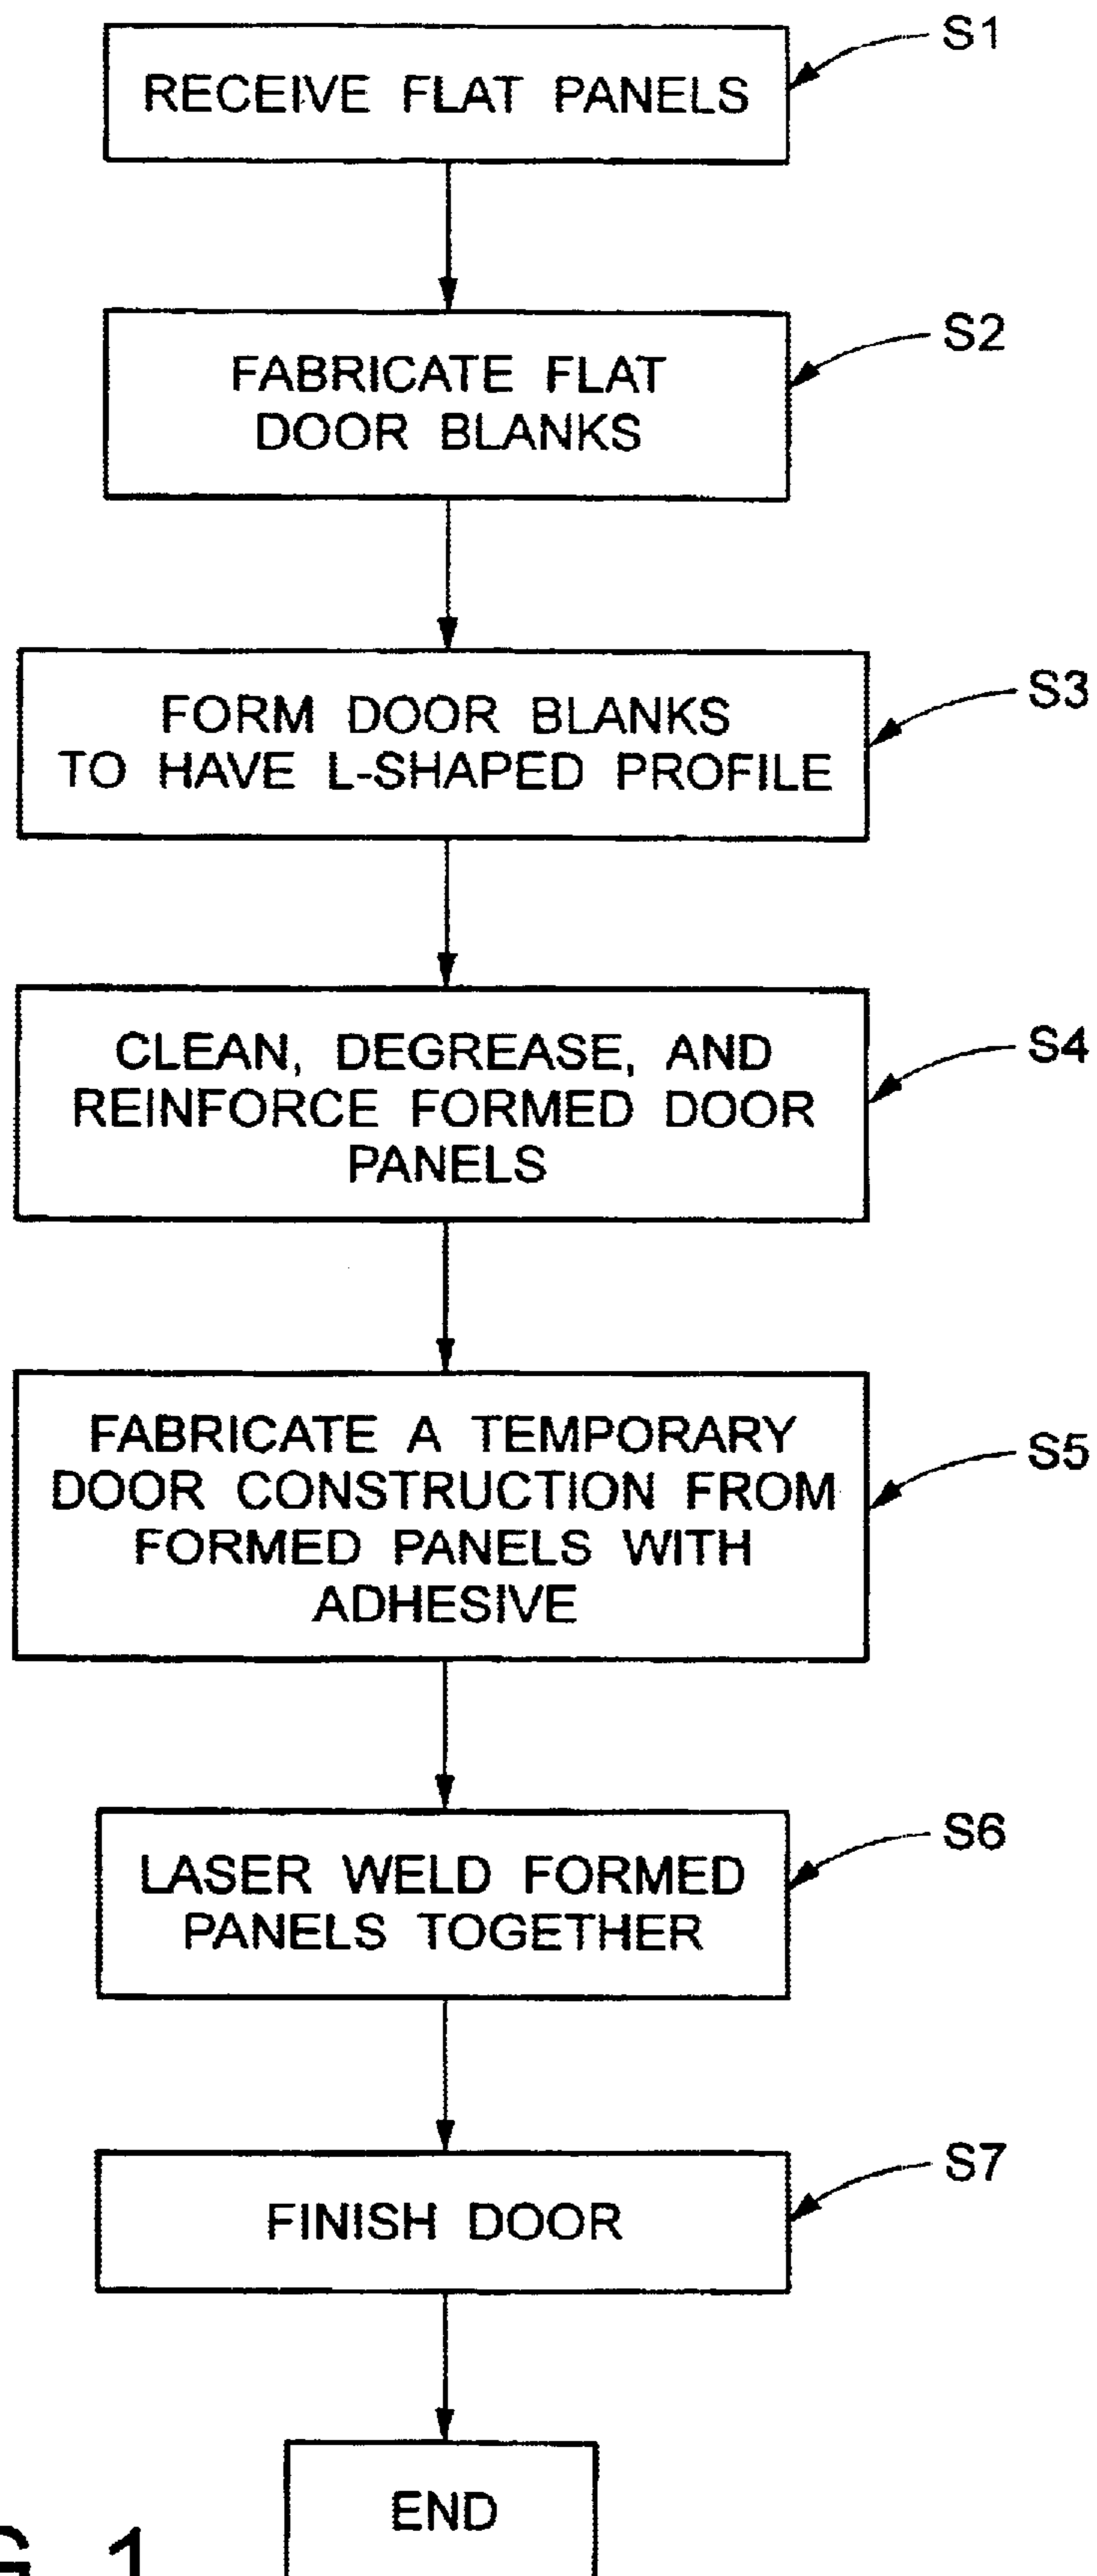 S1
RECEIVE FLAT PANELS
S2
FABRICATE FLAT
DOOR BLANKS
S3
FORM DOOR BLANKS
TO HAVE L-SHAPED PROFILE
S4
CLEAN, DEGREASE, AND
REINFORCE FORMED DOOR
PANELS
S5
FABRICATE A TEMPORARY
DOOR CONSTRUCTION FROM
FORMED PANELS WITH
ADHESIVE
S6
LASER WELD FORMED
PANELS TOGETHER
S7
FINISH DOOR
END
G 1